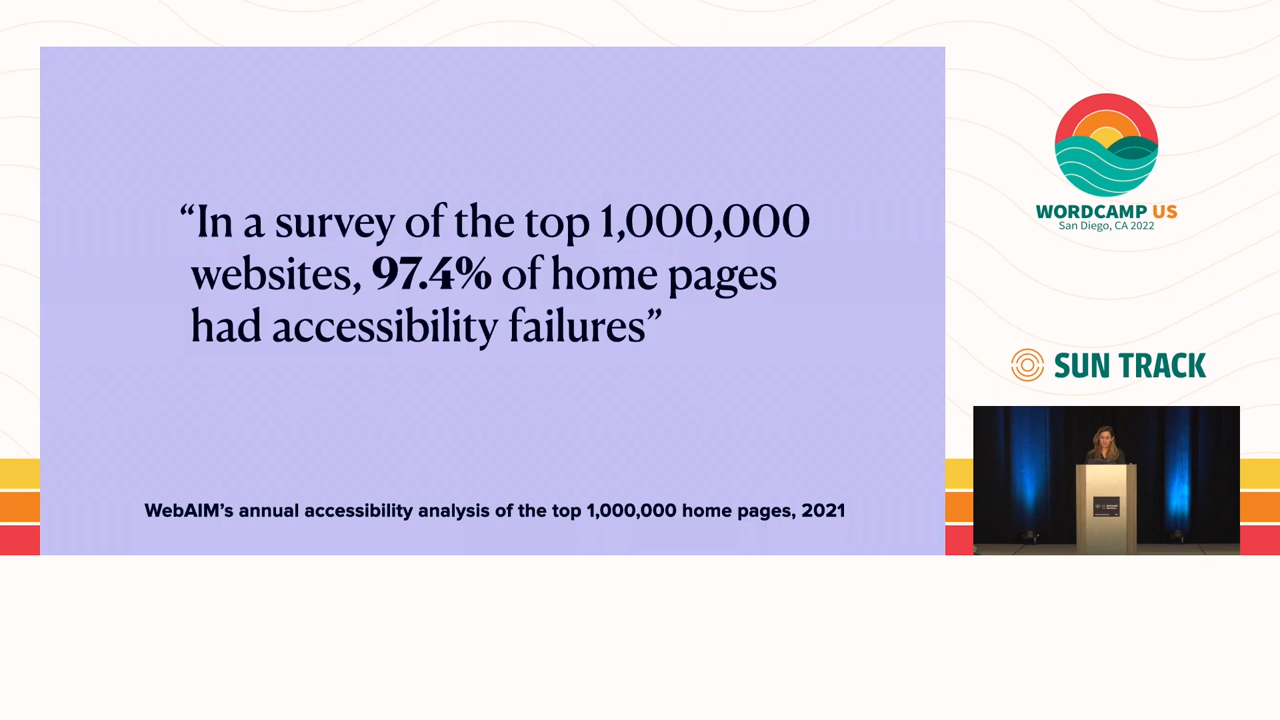 “In a survey of the top 1,000,000
websites, 97.4% of home pages
had accessibility failures”
WebAIM’s annual accessibility analysis of the top 1,000,000 home pages, 2021
WORDCAMP US
San Diego, CA 2022
SUN TRACK